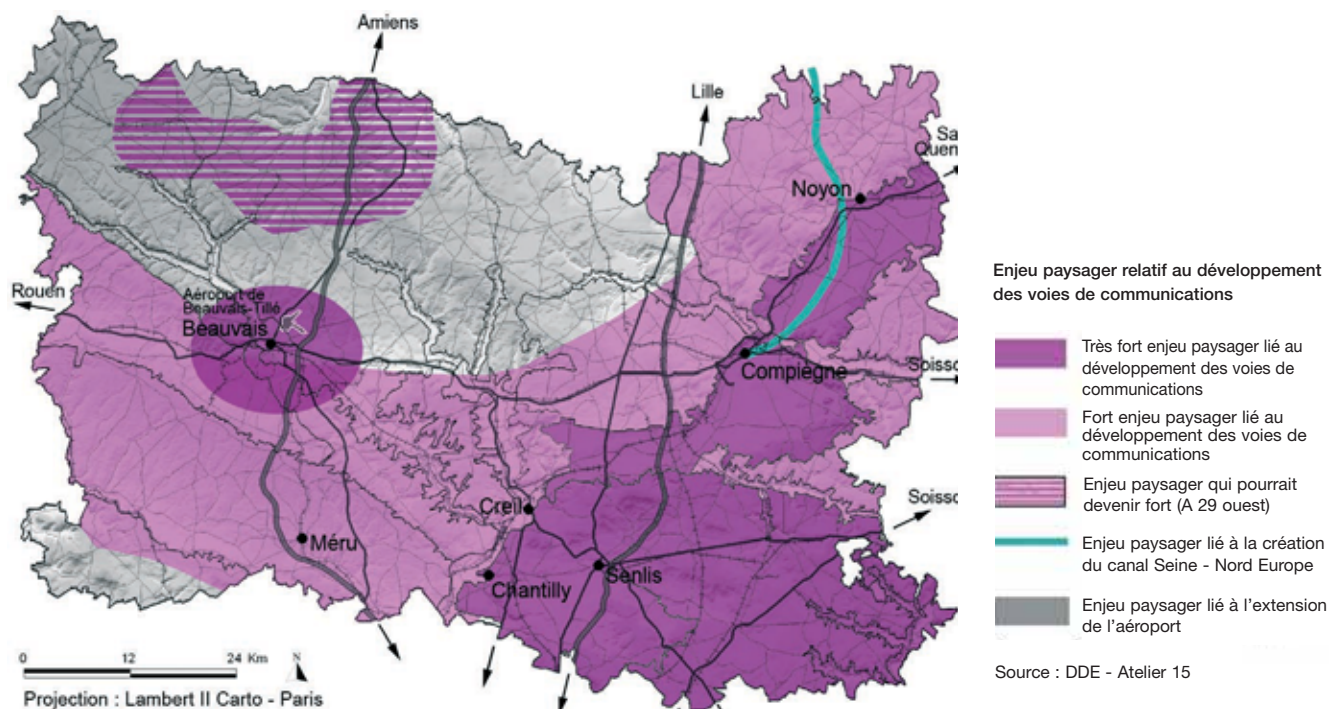 Amiens
Lille
Sa
Quen
Noyon
Rouen
Aéroport de
Beauvais-Tillé
Beauvais
Compiègne
Soisso
Creil
Soisso
Méru
Chantilly
Senlis
0 12 24 Km
N
Projection : Lambert II Carto - Paris
Enjeu paysager relatif au développement
des voies de communications
Très fort enjeu paysager lié au
développement des voies de
communications
Fort enjeu paysager lié au
développement des voies de
communications
Enjeu paysager qui pourrait
devenir fort (A 29 ouest)
Enjeu paysager lié à la création
du canal Seine - Nord Europe
Enjeu paysager lié à l’extension
de l’aéroport
Source : DDE - Atelier 15